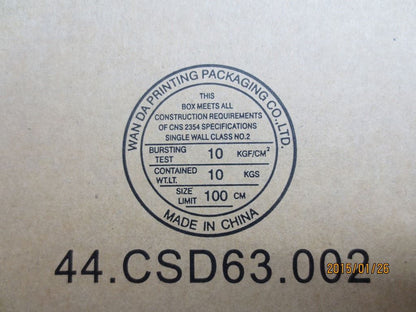 WAN DA PRINTING PACKAGING CO.,LTD.
THIS
BOX MEETS ALL
CONSTRUCTION REQUIREMENTS
OF CNS 2354 SPECIFICATIONS
SINGLE WALL CLASS NO.2
BURSTING TEST 10 KGF/CM²
CONTAINED WT.LT. 10 KGS
SIZE LIMIT 100 CM
MADE IN CHINA
44.CSD63.002
2015/01/26